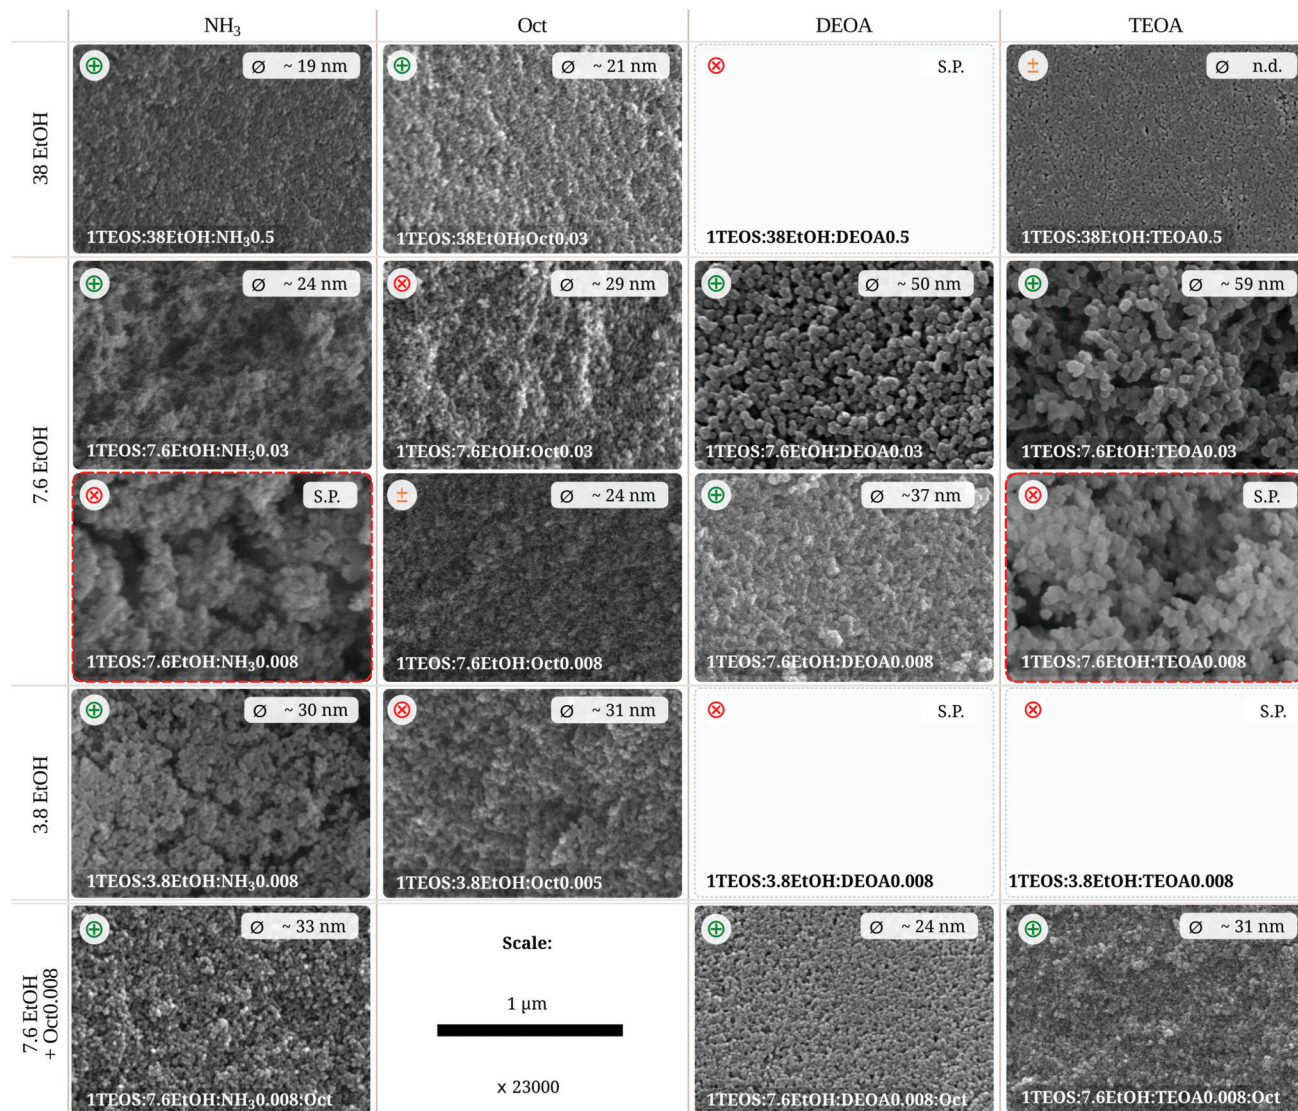 NH3 Oct DEOA TEOA
38 EtOH
Ø ~ 19 nm
1TEOS:38EtOH:NH30.5
Ø ~ 21 nm
1TEOS:38EtOH:Oct0.03
S.P.
1TEOS:38EtOH:DEOA0.5
± Ø n.d.
1TEOS:38EtOH:TEOA0.5
7.6 EtOH
Ø ~ 24 nm
1TEOS:7.6EtOH:NH30.03
Ø ~ 29 nm
1TEOS:7.6EtOH:Oct0.03
Ø ~ 50 nm
1TEOS:7.6EtOH:DEOA0.03
Ø ~ 59 nm
1TEOS:7.6EtOH:TEOA0.03
S.P.
1TEOS:7.6EtOH:NH30.008
± Ø ~ 24 nm
1TEOS:7.6EtOH:Oct0.008
Ø ~37 nm
1TEOS:7.6EtOH:DEOA0.008
S.P.
1TEOS:7.6EtOH:TEOA0.008
3.8 EtOH
Ø ~ 30 nm
1TEOS:3.8EtOH:NH30.008
Ø ~ 31 nm
1TEOS:3.8EtOH:Oct0.005
S.P.
1TEOS:3.8EtOH:DEOA0.008
S.P.
1TEOS:3.8EtOH:TEOA0.008
7.6 EtOH
+ Oct0.008
Ø ~ 33 nm
1TEOS:7.6EtOH:NH30.008:Oct
Scale:
1 µm
x 23000
Ø ~ 24 nm
1TEOS:7.6EtOH:DEOA0.008:Oct
Ø ~ 31 nm
1TEOS:7.6EtOH:TEOA0.008:Oct